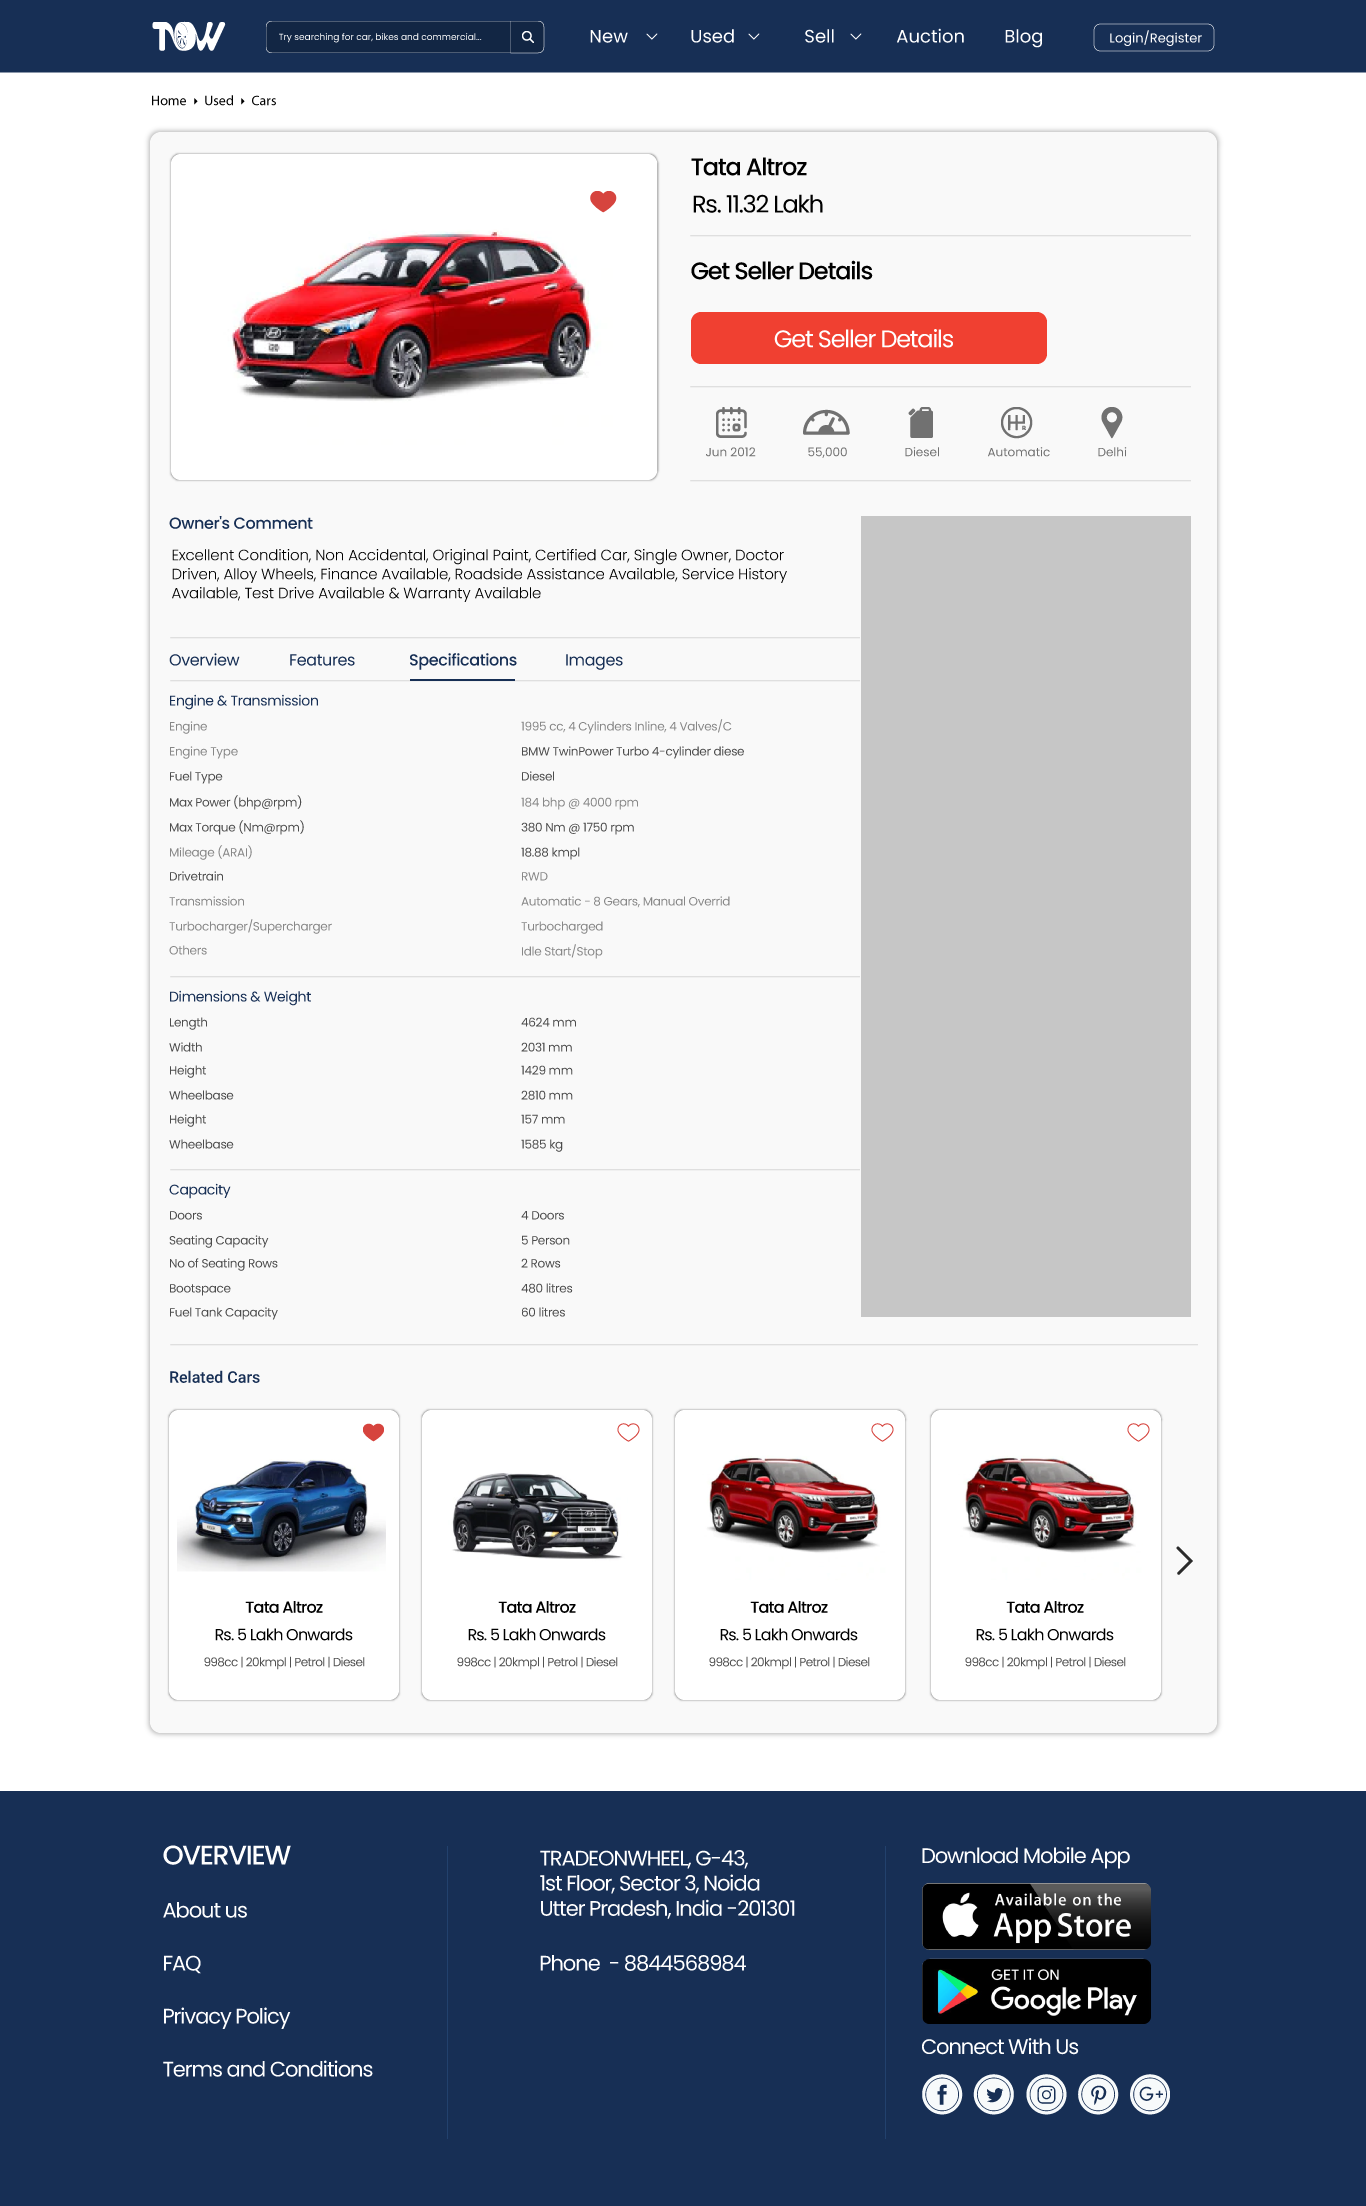 TOW
Try searching for car, bikes and commercial...
New
Used
Sell
Auction
Blog
Login/Register
Home
Used
Cars
i20
Tata Altroz
Rs. 11.32 Lakh
Get Seller Details
Get Seller Details
Jun 2012
55,000
Diesel
Automatic
Delhi
Owner's Comment
Excellent Condition, Non Accidental, Original Paint, Certified Car, Single Owner, Doctor
Driven, Alloy Wheels, Finance Available, Roadside Assistance Available, Service History
Available, Test Drive Available & Warranty Available
Overview
Features
Specifications
Images
Engine & Transmission
Engine 1995 cc, 4 Cylinders Inline, 4 Valves/C
Engine Type BMW TwinPower Turbo 4-cylinder diese
Fuel Type Diesel
Max Power (bhp@rpm) 184 bhp @ 4000 rpm
Max Torque (Nm@rpm) 380 Nm @ 1750 rpm
Mileage (ARAI) 18.88 kmpl
Drivetrain RWD
Transmission Automatic - 8 Gears, Manual Overrid
Turbocharger/Supercharger Turbocharged
Others Idle Start/Stop
Dimensions & Weight
Length 4624 mm
Width 2031 mm
Height 1429 mm
Wheelbase 2810 mm
Height 157 mm
Wheelbase 1585 kg
Capacity
Doors 4 Doors
Seating Capacity 5 Person
No of Seating Rows 2 Rows
Bootspace 480 litres
Fuel Tank Capacity 60 litres
Related Cars
Tata Altroz
Rs. 5 Lakh Onwards
998cc | 20kmpl | Petrol | Diesel
CRETA
Tata Altroz
Rs. 5 Lakh Onwards
998cc | 20kmpl | Petrol | Diesel
Tata Altroz
Rs. 5 Lakh Onwards
998cc | 20kmpl | Petrol | Diesel
Tata Altroz
Rs. 5 Lakh Onwards
998cc | 20kmpl | Petrol | Diesel
OVERVIEW
About us
FAQ
Privacy Policy
Terms and Conditions
TRADEONWHEEL, G-43,
1st Floor, Sector 3, Noida
Utter Pradesh, India -201301
Phone - 8844568984
Download Mobile App
Available on the
App Store
GET IT ON
Google Play
Connect With Us